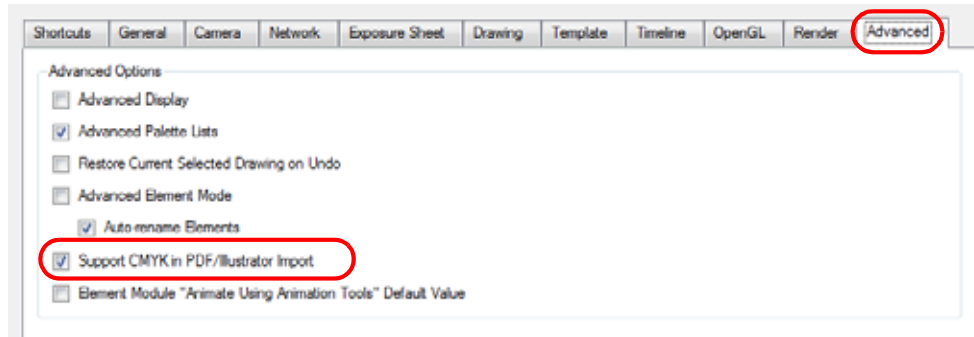 Shortcuts General Camera Network Exposure Sheet Drawing Template Timeline OpenGL Render Advanced
Advanced Options
Advanced Display
Advanced Palette Lists
Restore Current Selected Drawing on Undo
Advanced Element Mode
Auto-rename Elements
Support CMYK in PDF/Illustrator Import
Element Module "Animate Using Animation Tools" Default Value